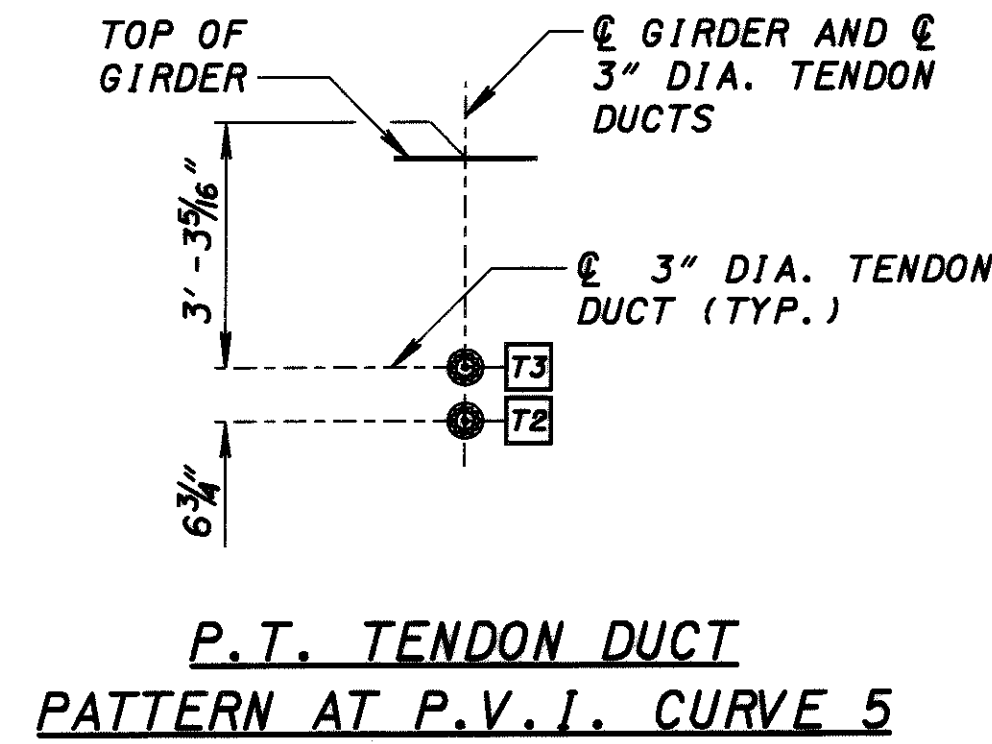 TOP OF
GIRDER
℄ GIRDER AND ℄
3" DIA. TENDON
DUCTS
3' - 3 5/16"
℄ 3" DIA. TENDON
DUCT (TYP.)
T3
T2
6 3/4"
P.T. TENDON DUCT
PATTERN AT P.V.I. CURVE 5